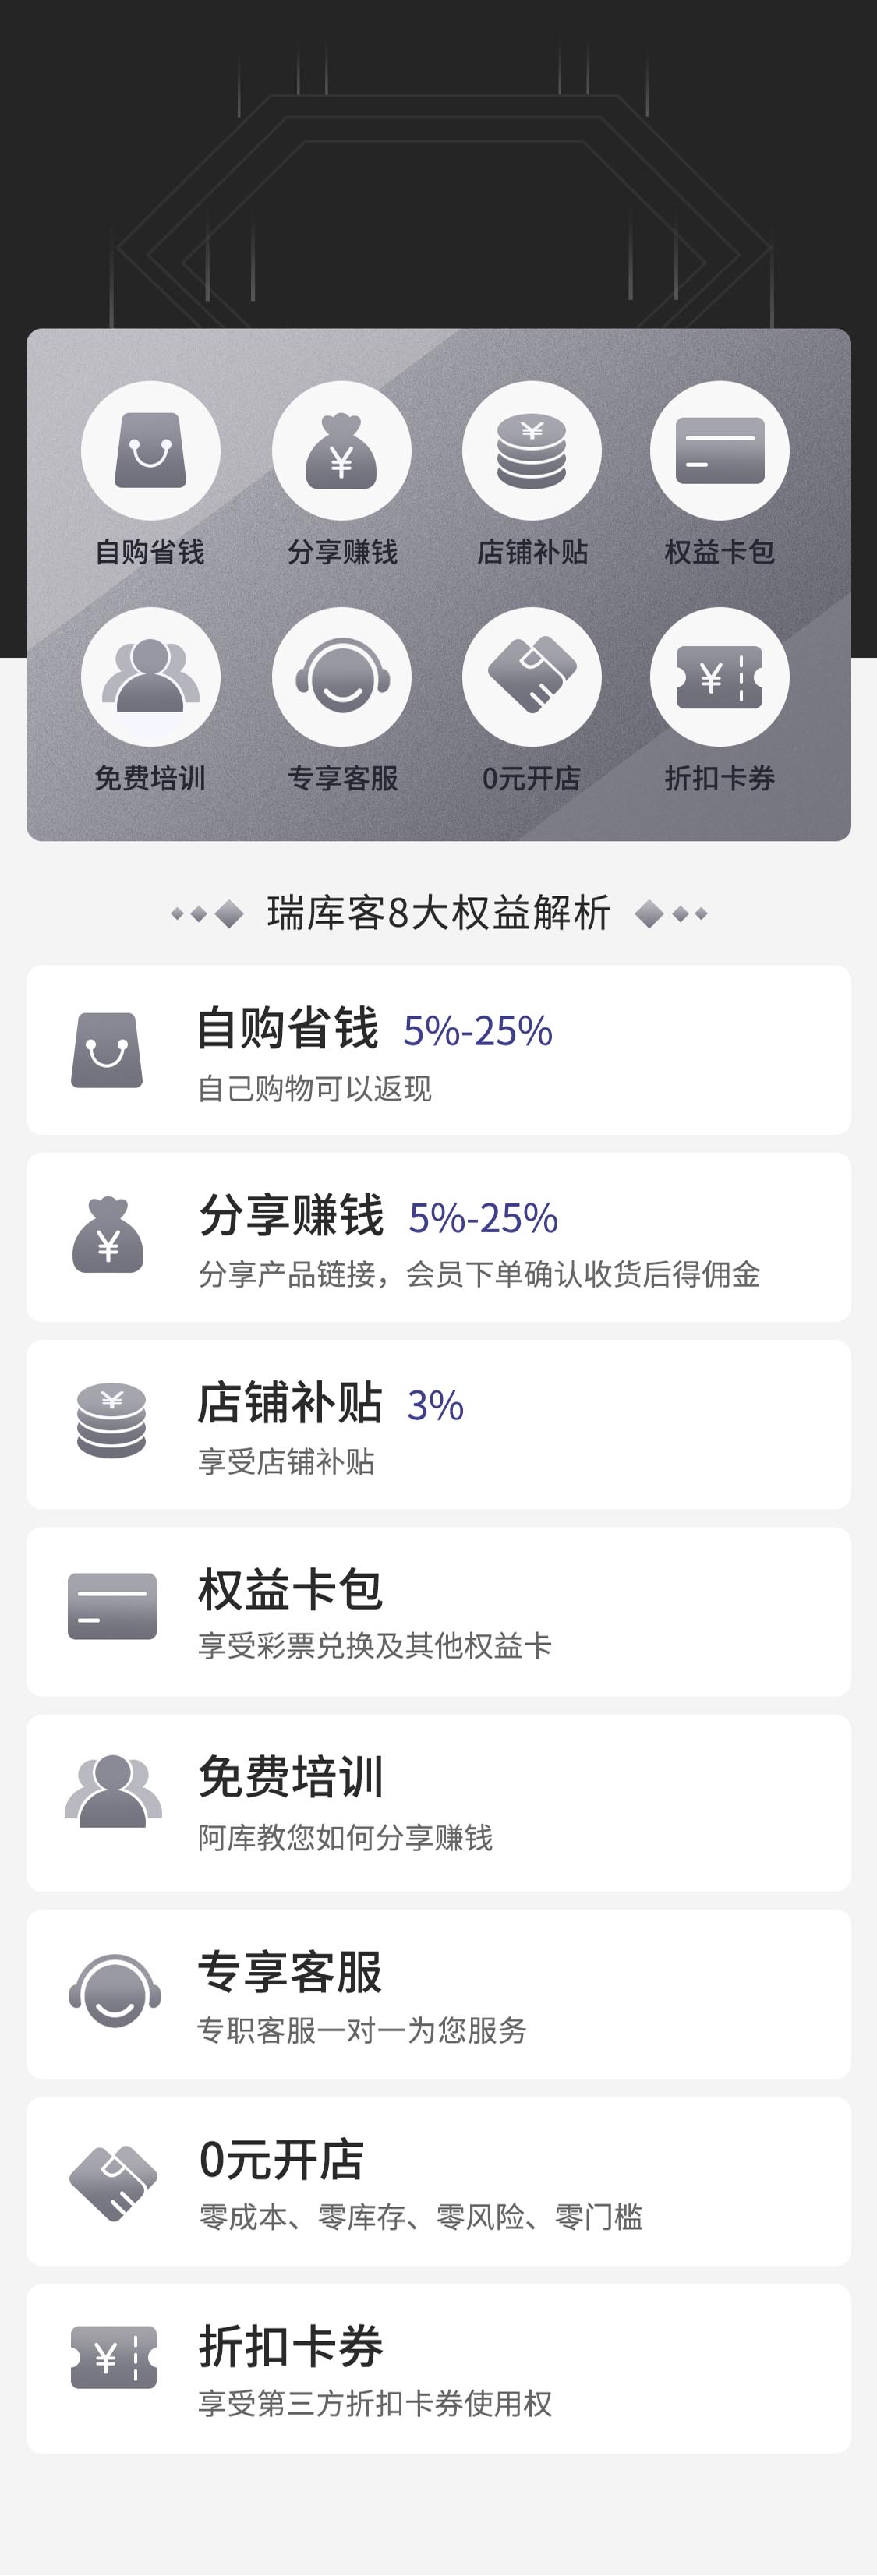 自购省钱 分享赚钱 店铺补贴 权益卡包
免费培训 专享客服 0元开店 折扣卡券
瑞库客8大权益解析
自购省钱 5%-25%
自己购物可以返现
分享赚钱 5%-25%
分享产品链接，会员下单确认收货后得佣金
店铺补贴 3%
享受店铺补贴
权益卡包
享受彩票兑换及其他权益卡
免费培训
阿库教您如何分享赚钱
专享客服
专职客服一对一为您服务
0元开店
零成本、零库存、零风险、零门槛
折扣卡券
享受第三方折扣卡券使用权